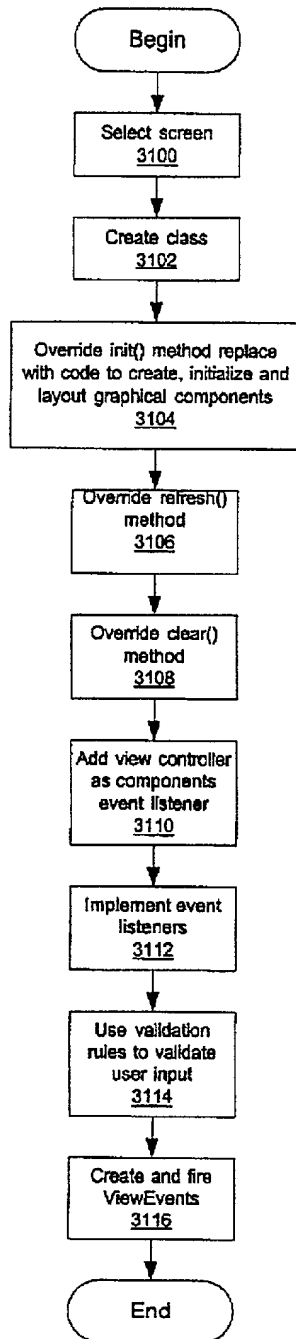 Begin
Select screen
3100
Create class
3102
Override init() method replace
with code to create, initialize and
layout graphical components
3104
Override refresh()
method
3106
Override clear()
method
3108
Add view controller
as components
event listener
3110
Implement event
listeners
3112
Use validation
rules to validate
user input
3114
Create and fire
ViewEvents
3116
End